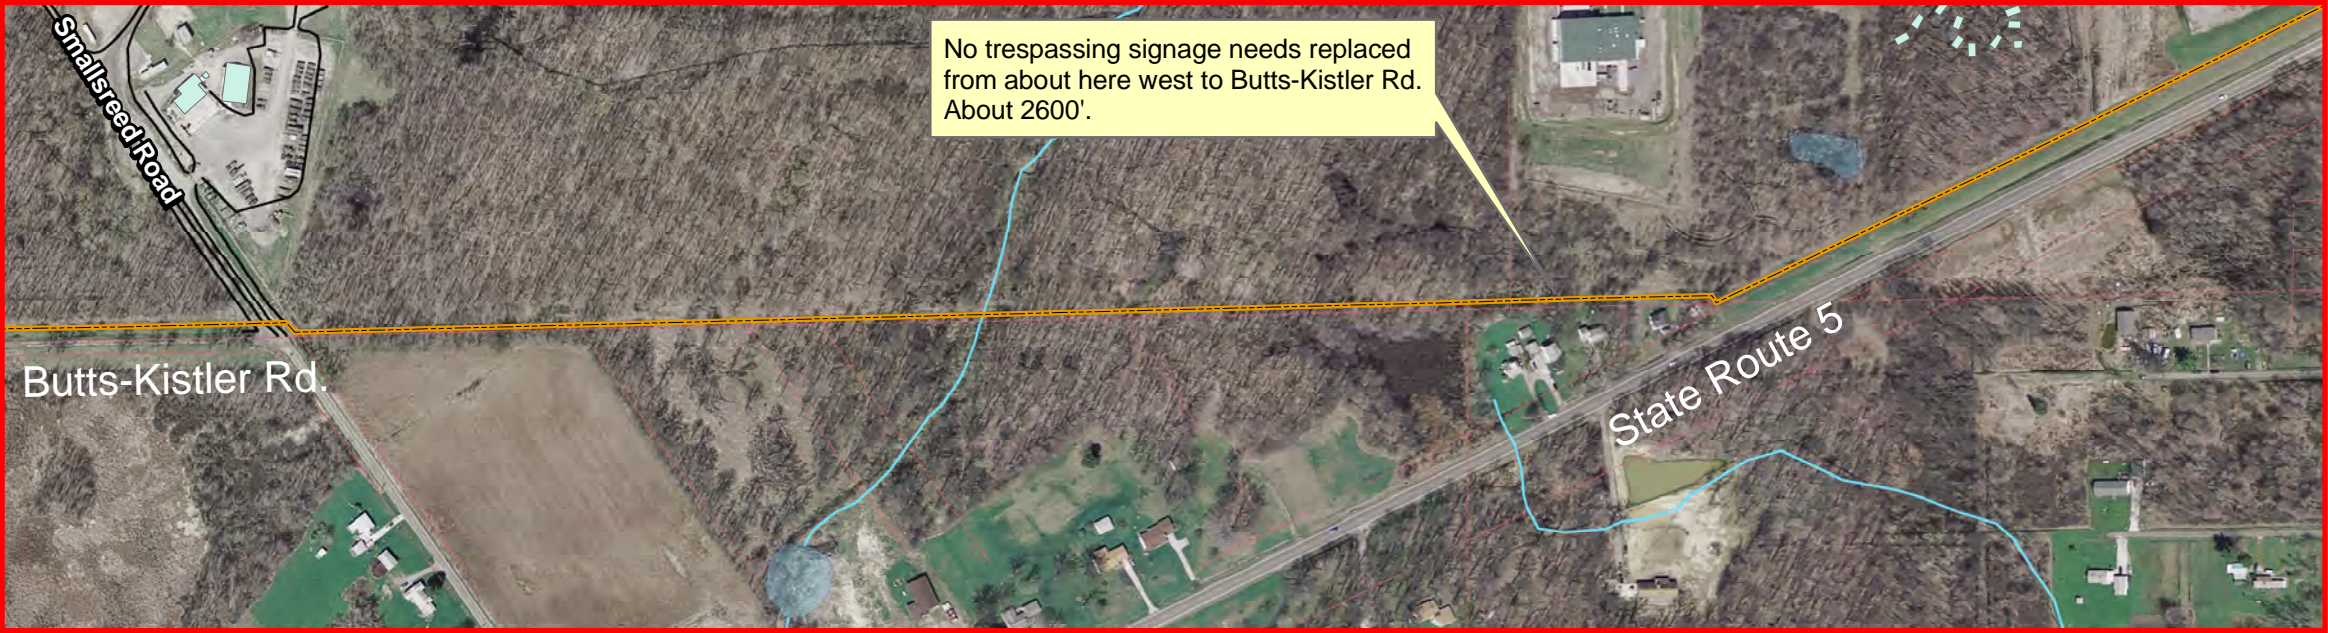 Smallsreed Road
No trespassing signage needs replaced
from about here west to Butts-Kistler Rd.
About 2600'.
State Route 5
Butts-Kistler Rd.